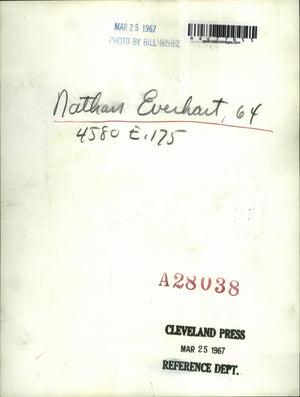 MAR 25 1967
PHOTO BY BILL NEHEZ
Nathan Everhart, 64
4580 E. 175
A28038
CLEVELAND PRESS
MAR 25 1967
REFERENCE DEPT.